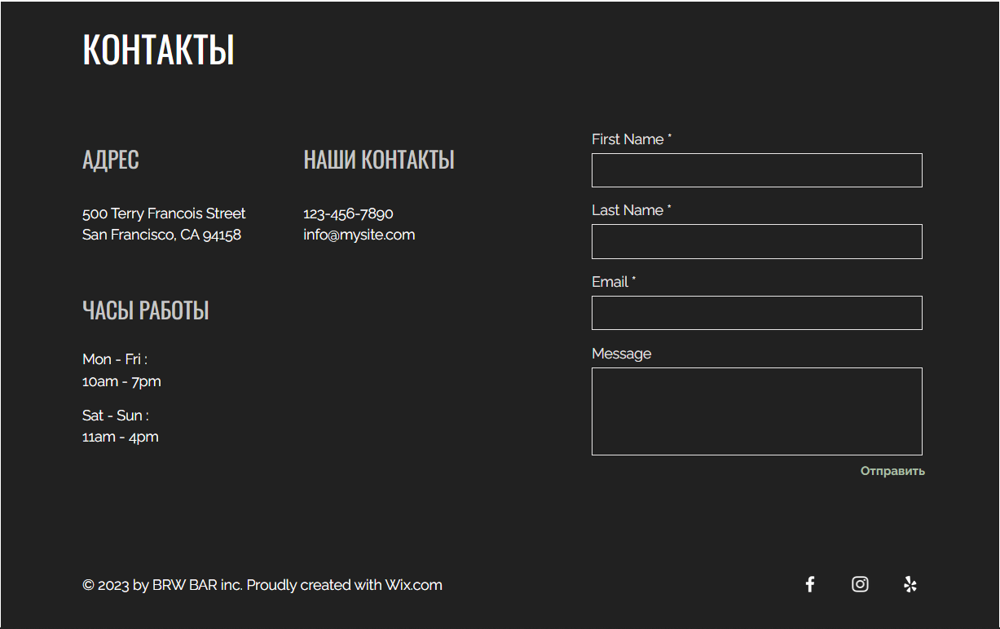 КОНТАКТЫ
АДРЕС
500 Terry Francois Street
San Francisco, CA 94158
НАШИ КОНТАКТЫ
123-456-7890
info@mysite.com
ЧАСЫ РАБОТЫ
Mon - Fri :
10am - 7pm
Sat - Sun :
11am - 4pm
First Name *
Last Name *
Email *
Message
Отправить
© 2023 by BRW BAR inc. Proudly created with Wix.com